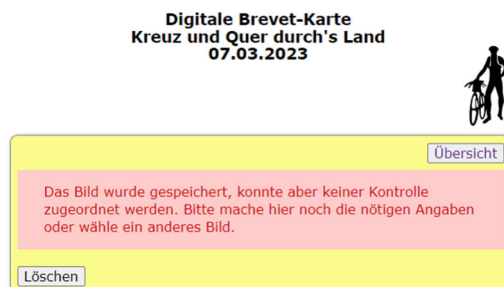 Digitale Brevet-Karte
Kreuz und Quer durch's Land
07.03.2023
Übersicht
Das Bild wurde gespeichert, konnte aber keiner Kontrolle
zugeordnet werden. Bitte mache hier noch die nötigen Angaben
oder wähle ein anderes Bild.
Löschen